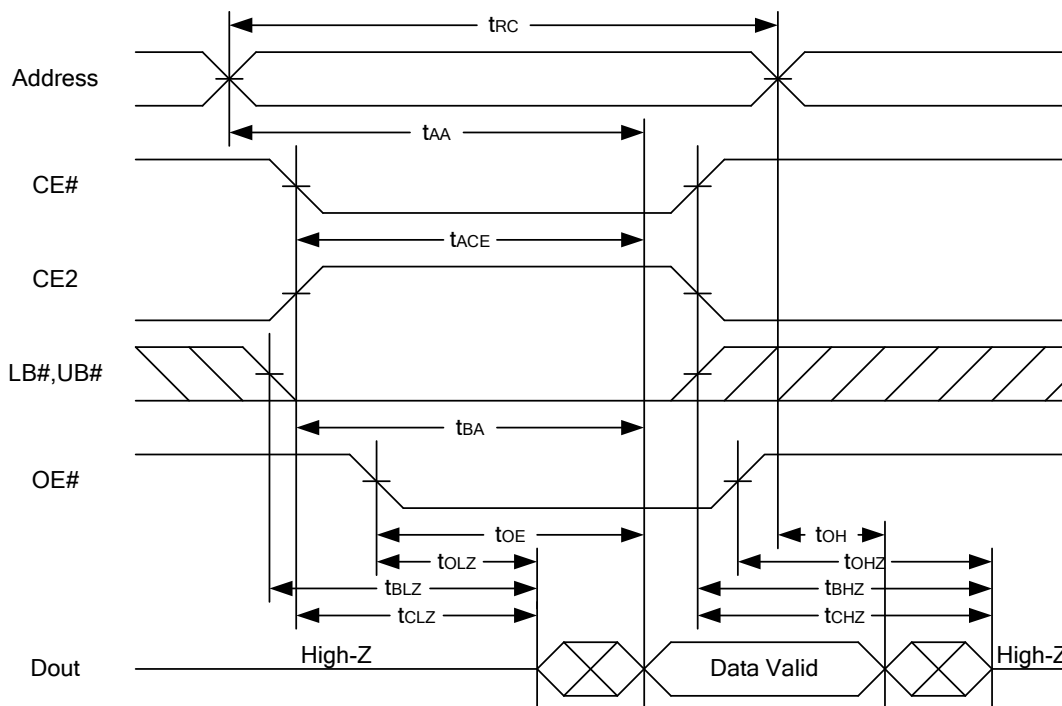 tRC
Address
tAA
CE#
tACE
CE2
LB#,UB#
tBA
OE#
tOE
tOH
tOLZ
tOHZ
tBLZ
tBHZ
tCLZ
tCHZ
Dout
High-Z
Data Valid
High-Z